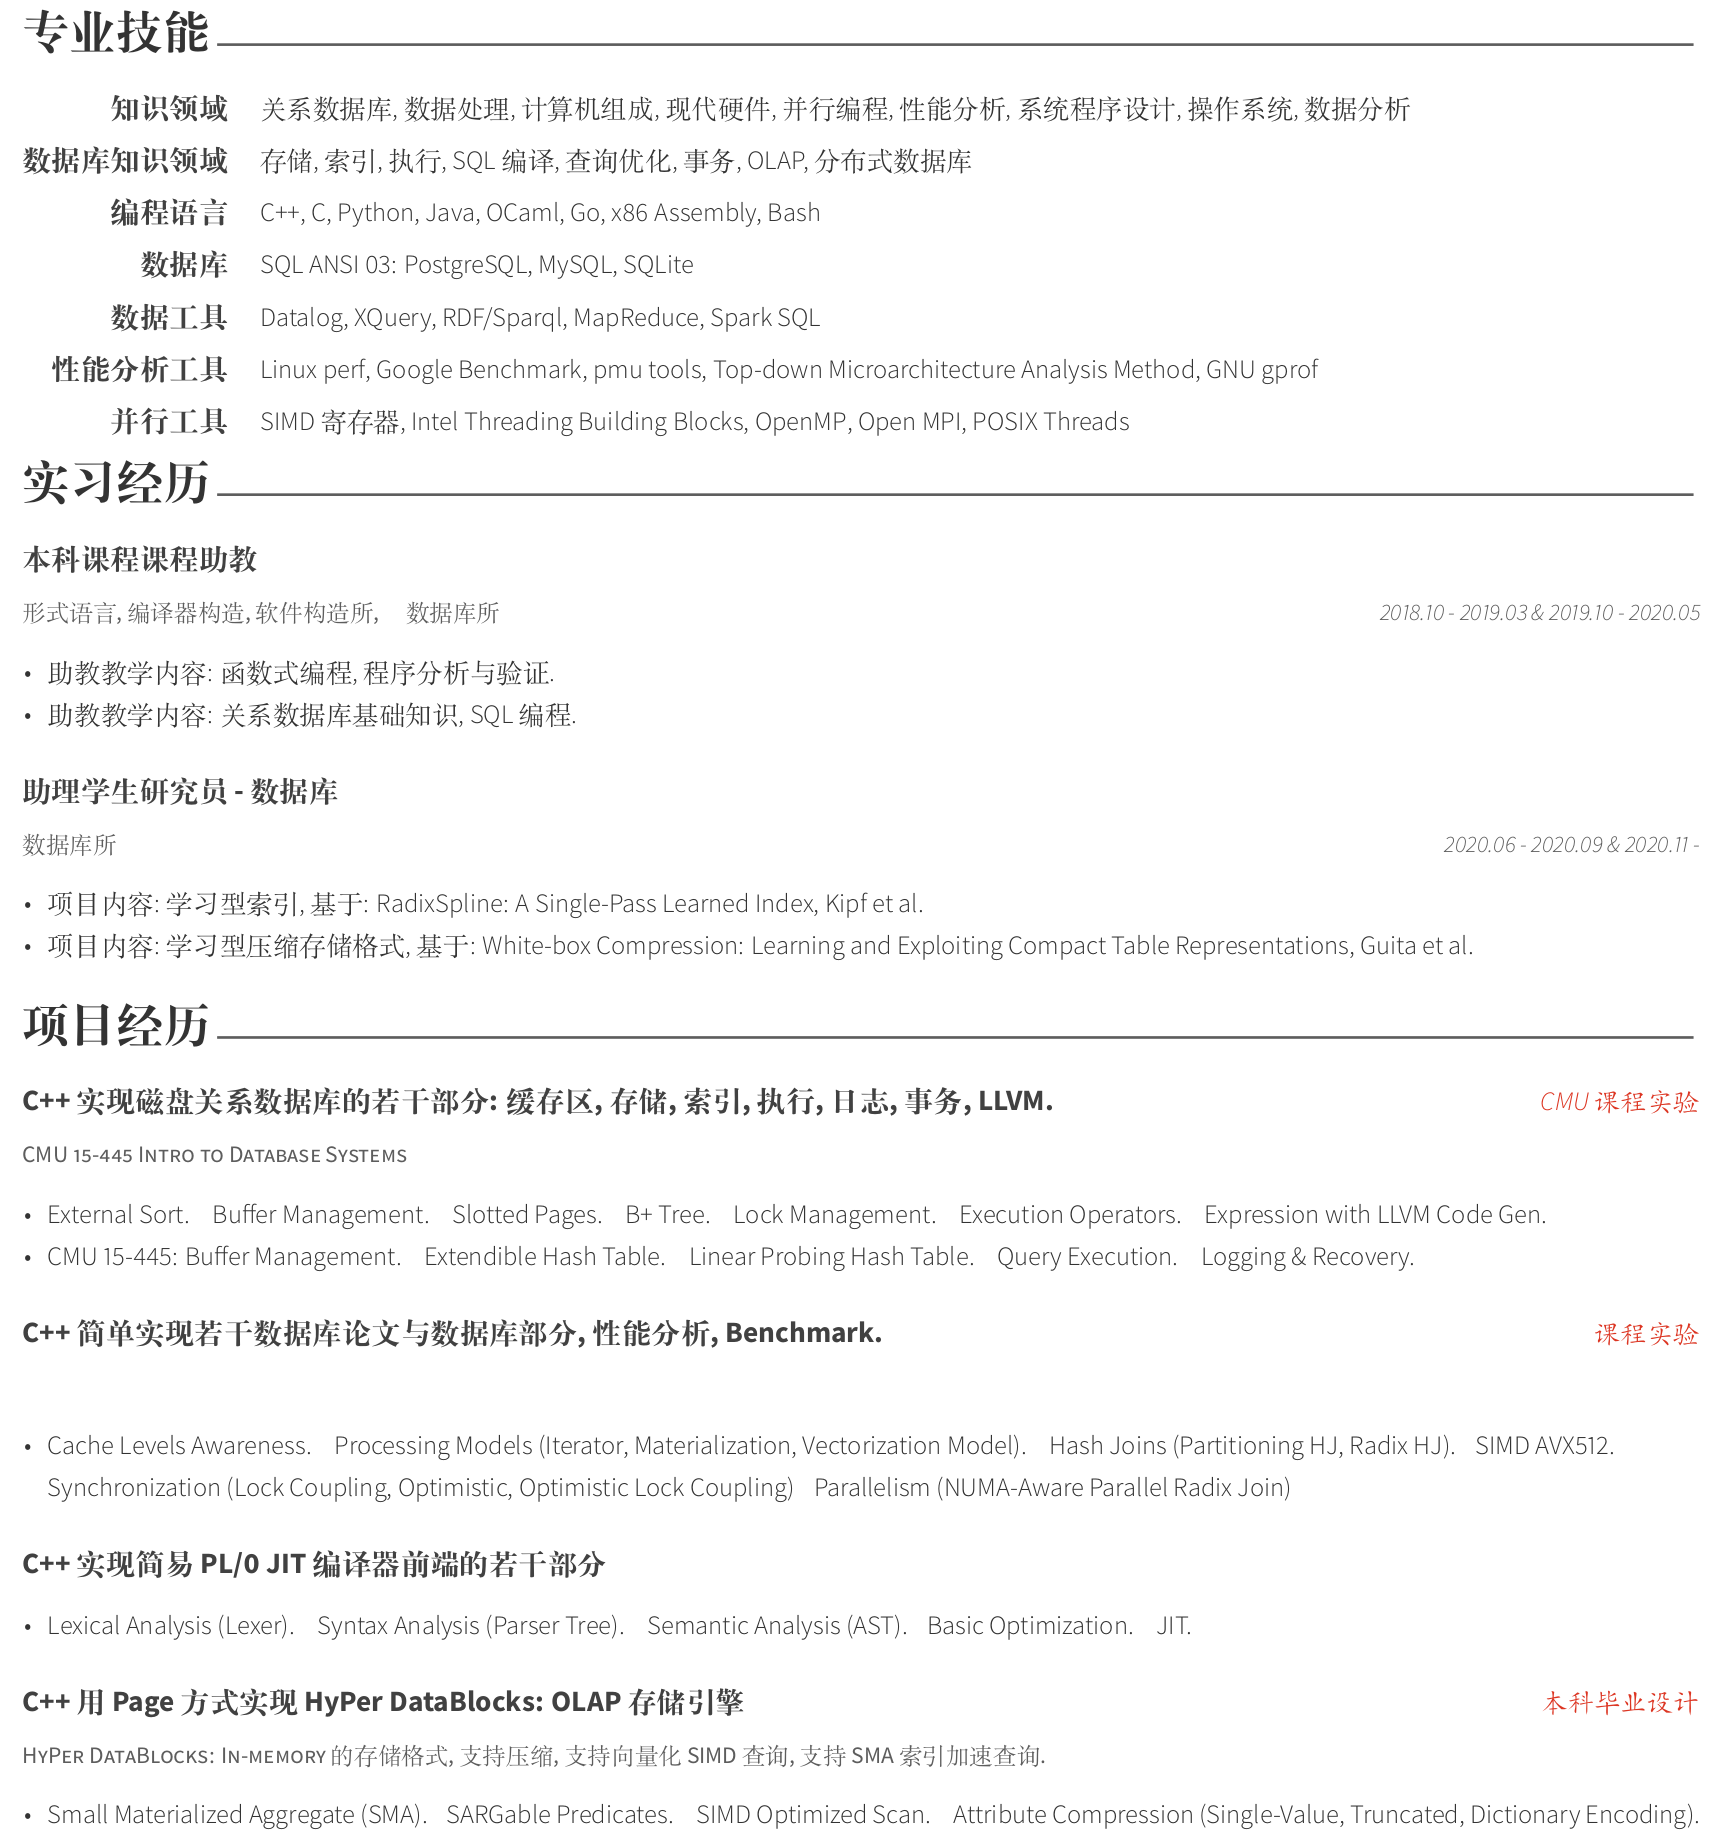 专业技能
知识领域 关系数据库, 数据处理, 计算机组成, 现代硬件, 并行编程, 性能分析, 系统程序设计, 操作系统, 数据分析
数据库知识领域 存储, 索引, 执行, SQL 编译, 查询优化, 事务, OLAP, 分布式数据库
编程语言 C++, C, Python, Java, OCaml, Go, x86 Assembly, Bash
数据库 SQL ANSI 03: PostgreSQL, MySQL, SQLite
数据工具 Datalog, XQuery, RDF/Sparql, MapReduce, Spark SQL
性能分析工具 Linux perf, Google Benchmark, pmu tools, Top-down Microarchitecture Analysis Method, GNU gprof
并行工具 SIMD 寄存器, Intel Threading Building Blocks, OpenMP, Open MPI, POSIX Threads
实习经历
本科课程课程助教
形式语言, 编译器构造, 软件构造所, 数据库所 2018.10 - 2019.03 & 2019.10 - 2020.05
• 助教教学内容: 函数式编程, 程序分析与验证.
• 助教教学内容: 关系数据库基础知识, SQL 编程.
助理学生研究员 - 数据库
数据库所 2020.06 - 2020.09 & 2020.11 -
• 项目内容: 学习型索引, 基于: RadixSpline: A Single-Pass Learned Index, Kipf et al.
• 项目内容: 学习型压缩存储格式, 基于: White-box Compression: Learning and Exploiting Compact Table Representations, Guita et al.
项目经历
C++ 实现磁盘关系数据库的若干部分: 缓存区, 存储, 索引, 执行, 日志, 事务, LLVM. CMU 课程实验
CMU 15-445 Intro to Database Systems
• External Sort. Buffer Management. Slotted Pages. B+ Tree. Lock Management. Execution Operators. Expression with LLVM Code Gen.
• CMU 15-445: Buffer Management. Extendible Hash Table. Linear Probing Hash Table. Query Execution. Logging & Recovery.
C++ 简单实现若干数据库论文与数据库部分, 性能分析, Benchmark. 课程实验
• Cache Levels Awareness. Processing Models (Iterator, Materialization, Vectorization Model). Hash Joins (Partitioning HJ, Radix HJ). SIMD AVX512.
Synchronization (Lock Coupling, Optimistic, Optimistic Lock Coupling) Parallelism (NUMA-Aware Parallel Radix Join)
C++ 实现简易 PL/0 JIT 编译器前端的若干部分
• Lexical Analysis (Lexer). Syntax Analysis (Parser Tree). Semantic Analysis (AST). Basic Optimization. JIT.
C++ 用 Page 方式实现 HyPer DataBlocks: OLAP 存储引擎 本科毕业设计
HyPer DataBlocks: In-memory 的存储格式, 支持压缩, 支持向量化 SIMD 查询, 支持 SMA 索引加速查询.
• Small Materialized Aggregate (SMA). SARGable Predicates. SIMD Optimized Scan. Attribute Compression (Single-Value, Truncated, Dictionary Encoding).